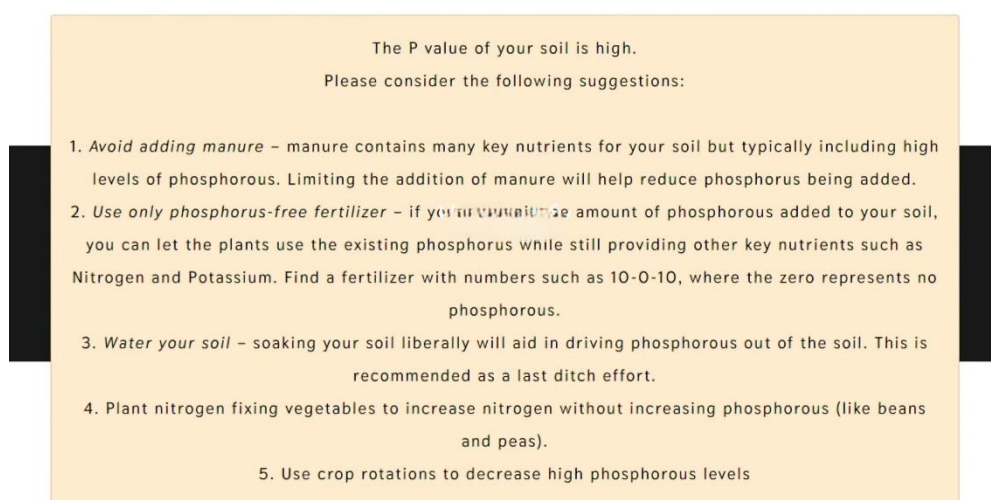 The P value of your soil is high.
Please consider the following suggestions:
1. Avoid adding manure – manure contains many key nutrients for your soil but typically including high
levels of phosphorous. Limiting the addition of manure will help reduce phosphorus being added.
2. Use only phosphorus-free fertilizer – if you amount of phosphorous added to your soil,
you can let the plants use the existing phosphorus while still providing other key nutrients such as
Nitrogen and Potassium. Find a fertilizer with numbers such as 10-0-10, where the zero represents no
phosphorous.
3. Water your soil – soaking your soil liberally will aid in driving phosphorous out of the soil. This is
recommended as a last ditch effort.
4. Plant nitrogen fixing vegetables to increase nitrogen without increasing phosphorous (like beans
and peas).
5. Use crop rotations to decrease high phosphorous levels